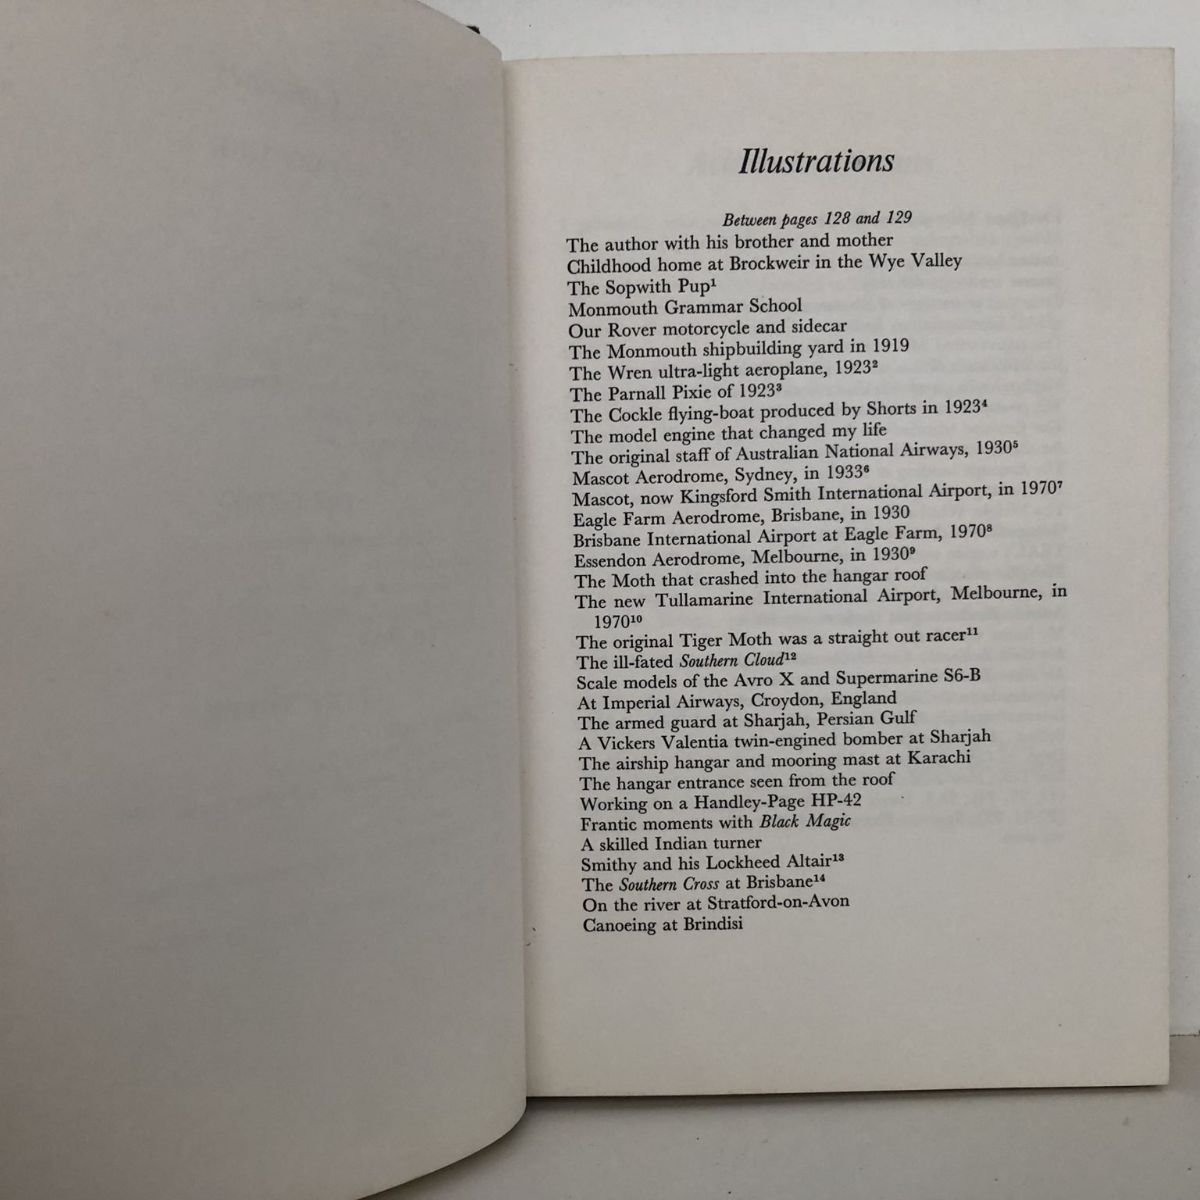 Illustrations
Between pages 128 and 129
The author with his brother and mother
Childhood home at Brockweir in the Wye Valley
The Sopwith Pup¹
Monmouth Grammar School
Our Rover motorcycle and sidecar
The Monmouth shipbuilding yard in 1919
The Wren ultra-light aeroplane, 1923²
The Parnall Pixie of 1923³
The Cockle flying-boat produced by Shorts in 1923⁴
The model engine that changed my life
The original staff of Australian National Airways, 1930⁵
Mascot Aerodrome, Sydney, in 1933⁶
Mascot, now Kingsford Smith International Airport, in 1970⁷
Eagle Farm Aerodrome, Brisbane, in 1930
Brisbane International Airport at Eagle Farm, 1970⁸
Essendon Aerodrome, Melbourne, in 1930⁹
The Moth that crashed into the hangar roof
The new Tullamarine International Airport, Melbourne, in
1970¹⁰
The original Tiger Moth was a straight out racer¹¹
The ill-fated Southern Cloud¹²
Scale models of the Avro X and Supermarine S6-B
At Imperial Airways, Croydon, England
The armed guard at Sharjah, Persian Gulf
A Vickers Valentia twin-engined bomber at Sharjah
The airship hangar and mooring mast at Karachi
The hangar entrance seen from the roof
Working on a Handley-Page HP-42
Frantic moments with Black Magic
A skilled Indian turner
Smithy and his Lockheed Altair¹³
The Southern Cross at Brisbane¹⁴
On the river at Stratford-on-Avon
Canoeing at Brindisi